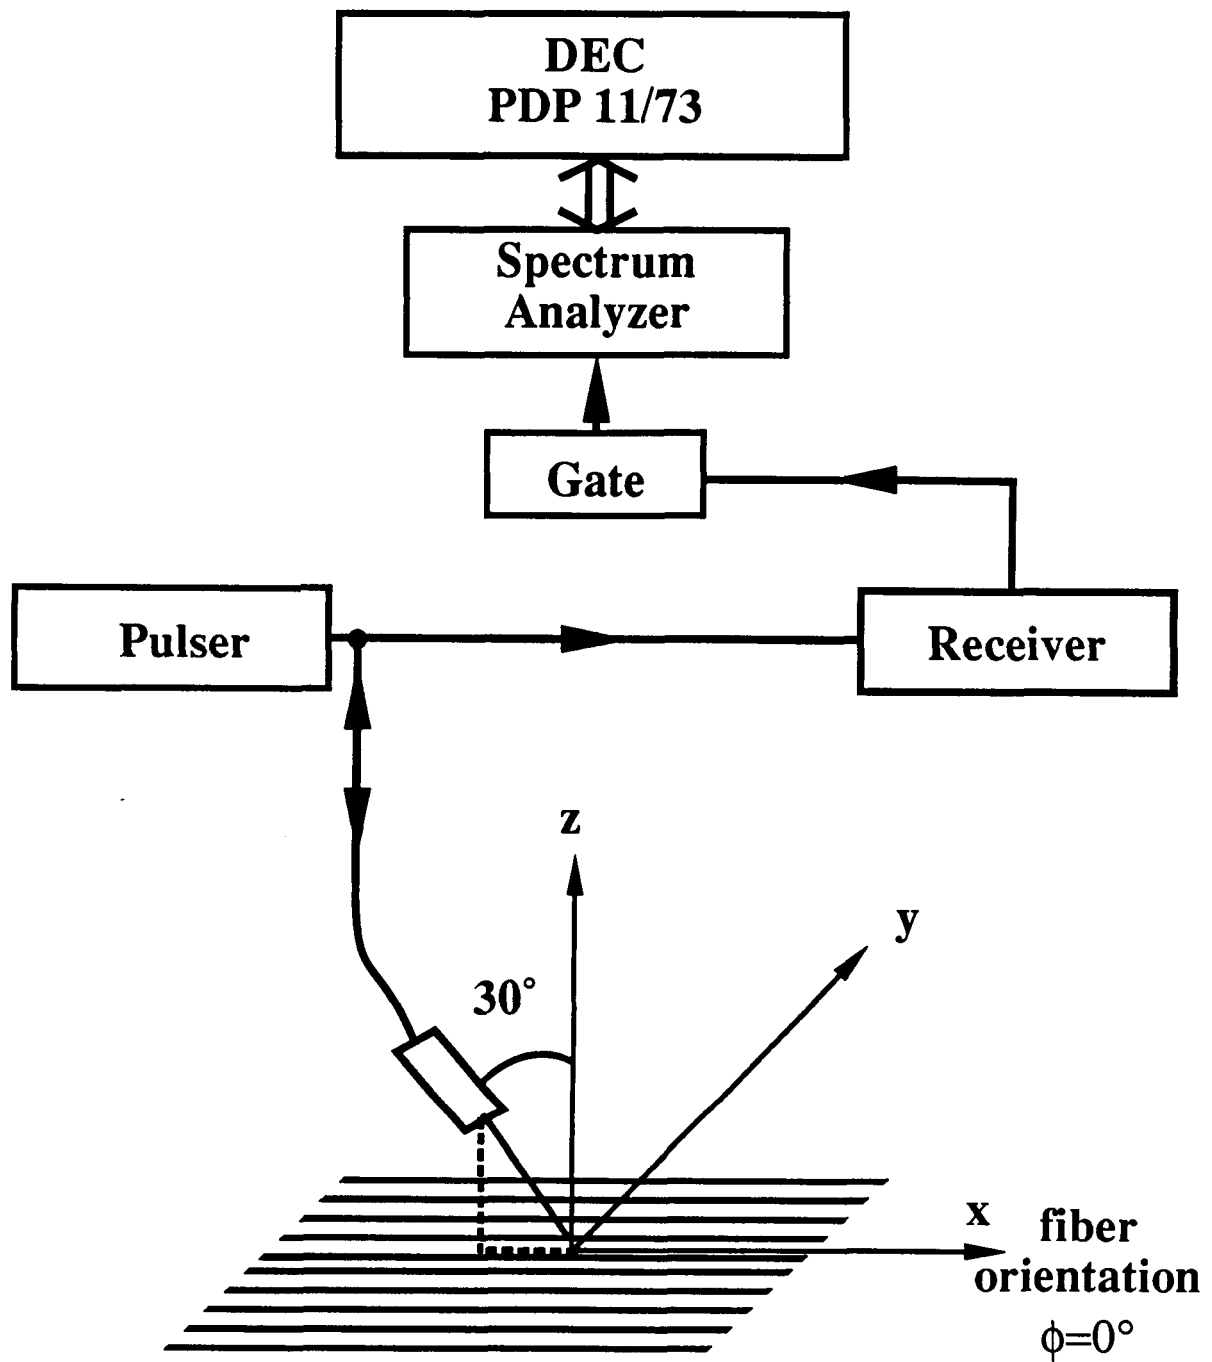 DEC
PDP 11/73
Spectrum
Analyzer
Gate
Pulser
Receiver
z
y
30°
x
fiber
orientation
ϕ=0°